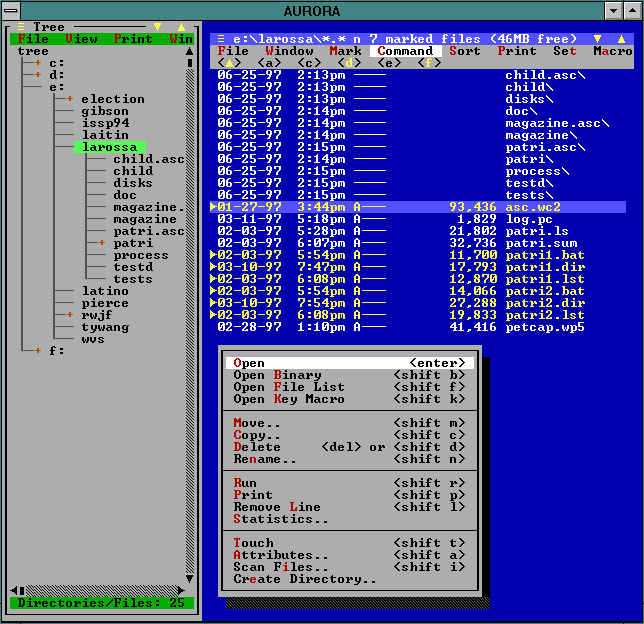 AURORA
Tree
File View Print Win
tree
c:
d:
e:
election
gibson
issp94
laitin
larossa
child.asc
child
disks
doc
magazine.
magazine
patri.asc
patri
process
testd
tests
latino
pierce
rwjf
tywang
wvs
f:
Directories/Files: 25
e:\larossa\*.* n 7 marked files (46MB free)
File Window Mark Command Sort Print Set Macro
<▲> <a> <c> <d> <e> <f>
06-25-97 2:13pm ──── child.asc\
06-25-97 2:13pm ──── child\
06-25-97 2:13pm ──── disks\
06-25-97 2:14pm ──── doc\
06-25-97 2:14pm ──── magazine.asc\
06-25-97 2:14pm ──── magazine\
06-25-97 2:15pm ──── patri.asc\
06-25-97 2:14pm ──── patri\
06-25-97 2:15pm ──── process\
06-25-97 2:15pm ──── testd\
06-25-97 2:15pm ──── tests\
01-27-97 3:44pm A─── 93,436 asc.wc2
03-11-97 5:18pm A─── 1,829 log.pc
02-03-97 5:28pm A─── 21,802 patri.ls
02-03-97 6:07pm A─── 32,736 patri.sum
02-03-97 5:54pm A─── 11,700 patri1.bat
03-10-97 7:47pm A─── 17,793 patri1.dir
02-03-97 6:08pm A─── 12,870 patri1.lst
02-03-97 5:54pm A─── 14,066 patri2.bat
03-10-97 7:54pm A─── 27,288 patri2.dir
02-03-97 6:08pm A─── 19,833 patri2.lst
02-28-97 1:10pm A─── 41,416 petcap.wp5
Open <enter>
Open Binary <shift b>
Open File List <shift f>
Open Key Macro <shift k>
Move.. <shift m>
Copy.. <shift c>
Delete <del> or <shift d>
Rename.. <shift n>
Run <shift r>
Print <shift p>
Remove Line <shift l>
Statistics..
Touch <shift t>
Attributes.. <shift a>
Scan Files.. <shift i>
Create Directory..